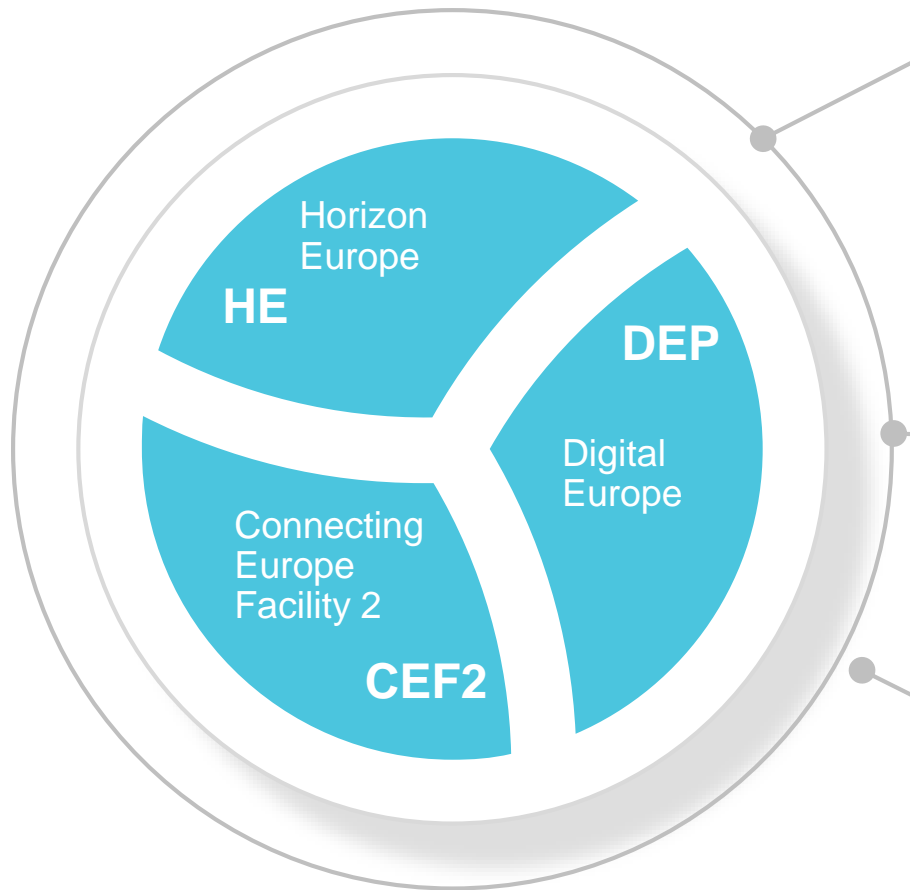 Horizon
Europe
HE
DEP
Digital
Europe
Connecting
Europe
Facility 2
CEF2